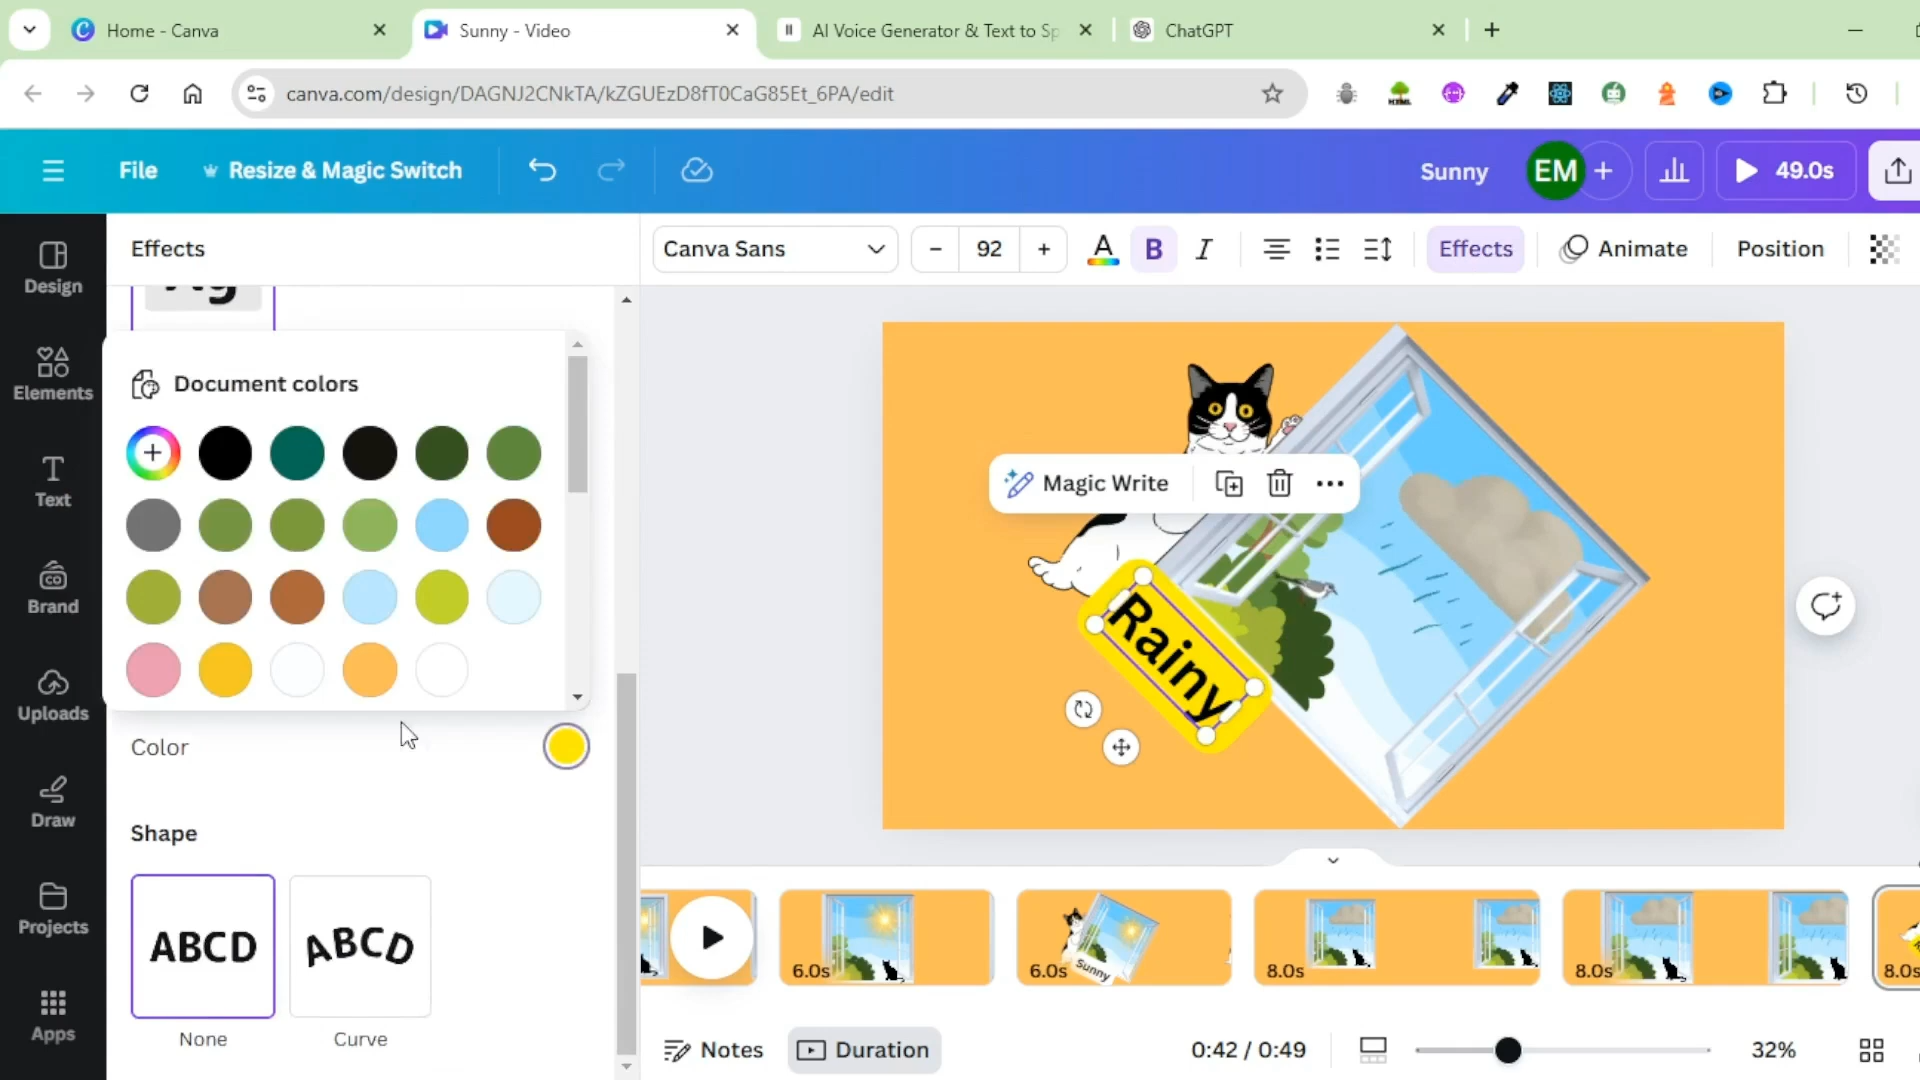 Home - Canva
Sunny - Video
AI Voice Generator & Text to Sp
ChatGPT
canva.com/design/DAGNJ2CNkTA/kZGUEzD8fT0CaG85Et_6PA/edit
File
Resize & Magic Switch
Sunny
EM
49.0s
Design
Elements
Text
Brand
Uploads
Draw
Projects
Apps
Effects
Document colors
Color
Shape
ABCD
ABCD
None
Curve
Canva Sans
92
A
B
I
Effects
Animate
Position
Magic Write
Rainy
6.0s
6.0s
Sunny
8.0s
8.0s
8.0s
Notes
Duration
0:42 / 0:49
32%